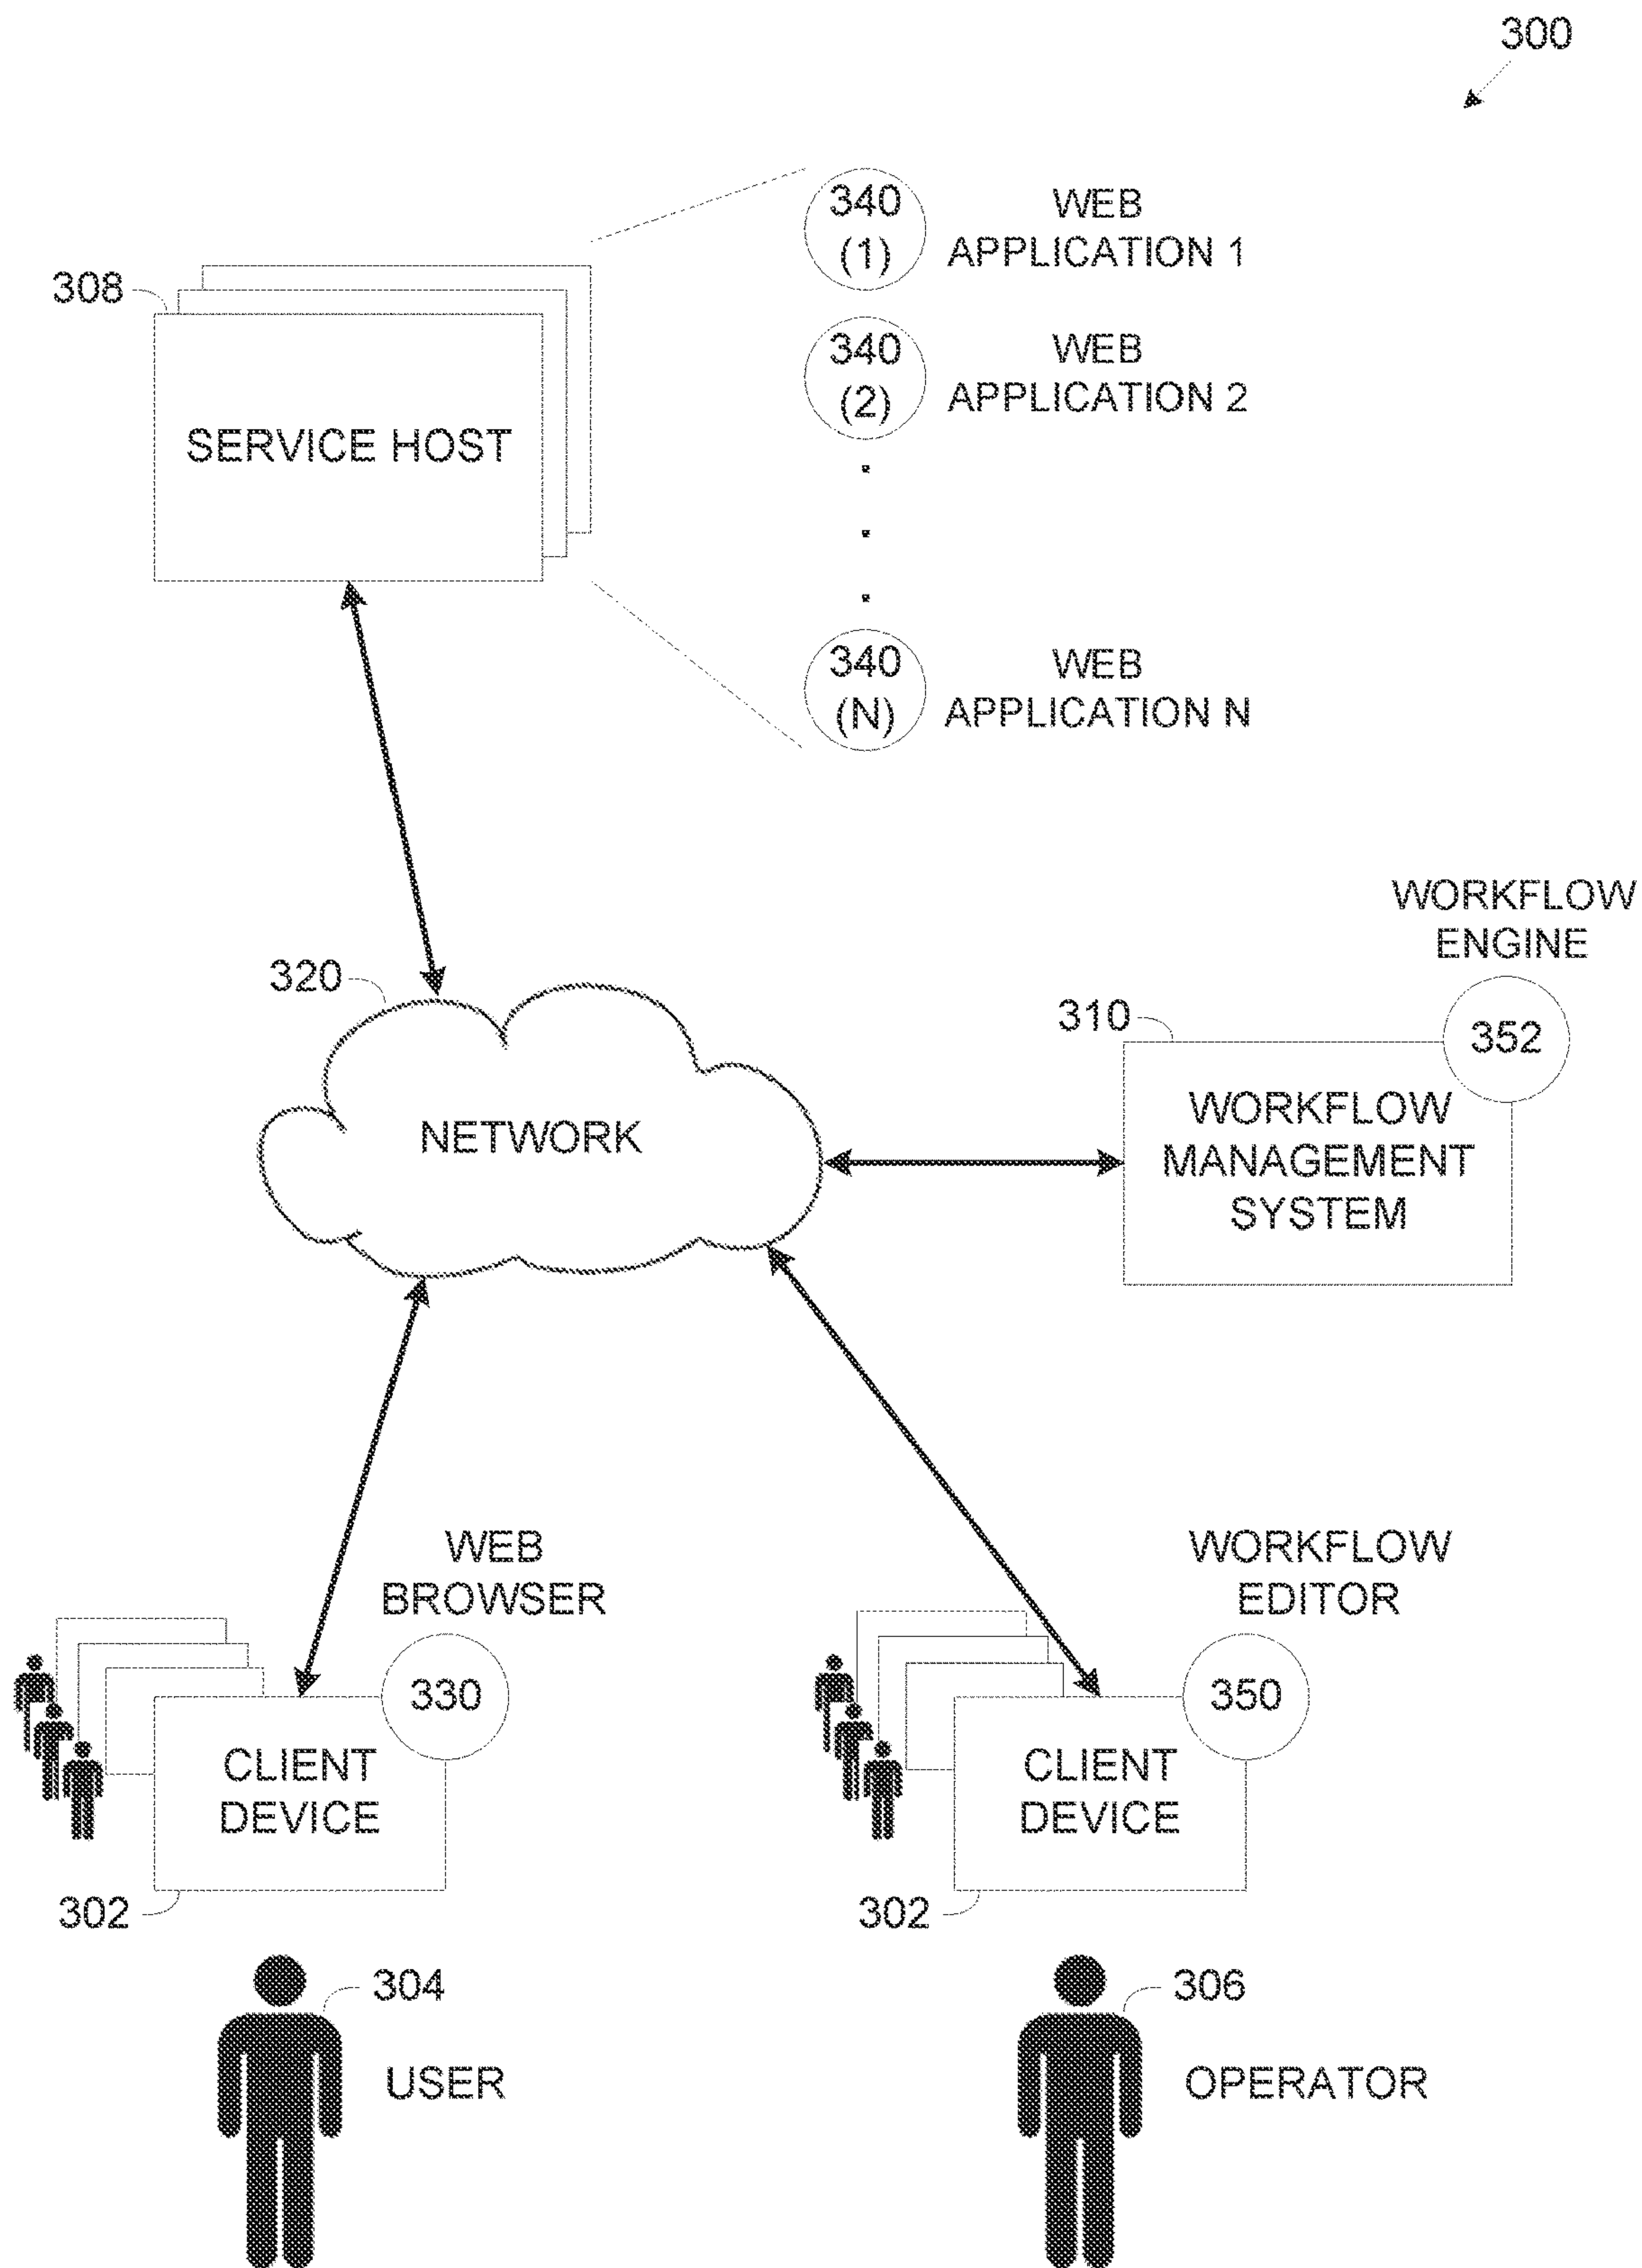 300
340
(1)
WEB
APPLICATION 1
308
340
(2)
WEB
APPLICATION 2
SERVICE HOST
340
(N)
WEB
APPLICATION N
WORKFLOW
ENGINE
320
310
352
NETWORK
WORKFLOW
MANAGEMENT
SYSTEM
WEB
BROWSER
WORKFLOW
EDITOR
330
350
CLIENT
DEVICE
CLIENT
DEVICE
302
302
304
306
USER
OPERATOR